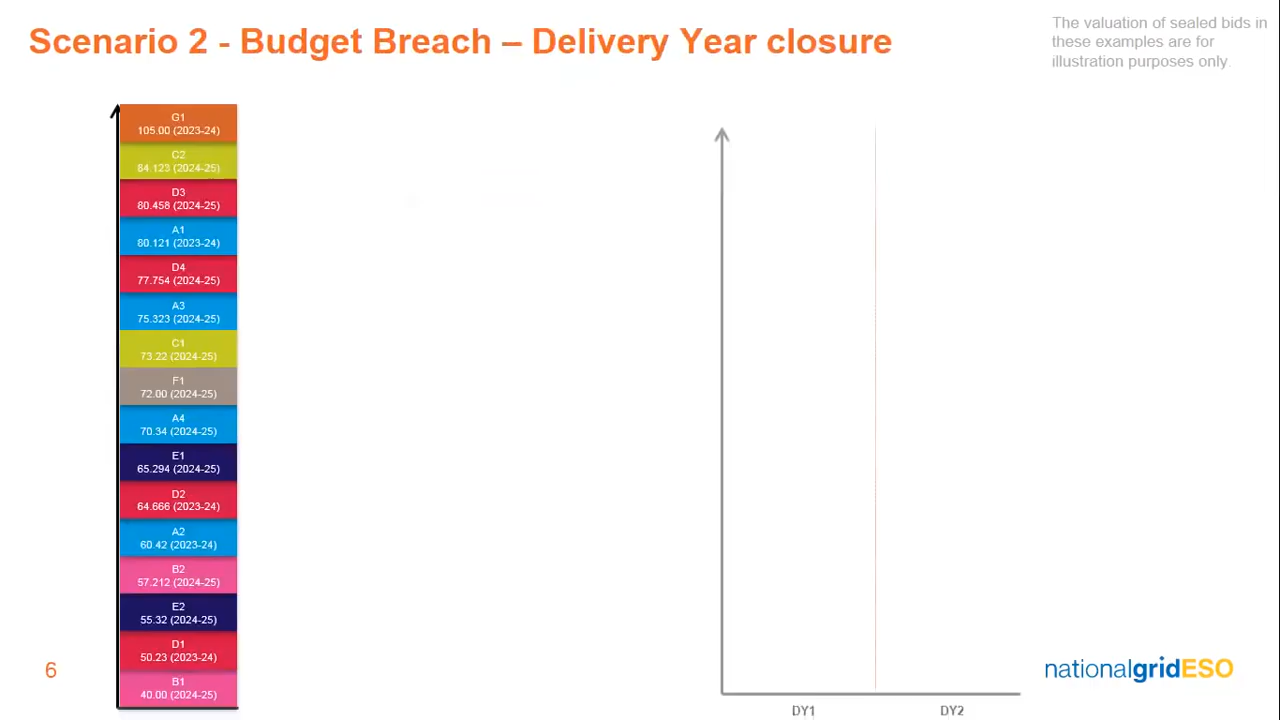 Scenario 2 - Budget Breach – Delivery Year closure
The valuation of sealed bids in
these examples are for
illustration purposes only.
G1
105.00 (2023-24)
C2
84.123 (2024-25)
D3
80.458 (2024-25)
A1
80.121 (2023-24)
D4
77.754 (2024-25)
A3
75.323 (2024-25)
C1
73.22 (2024-25)
F1
72.00 (2024-25)
A4
70.34 (2024-25)
E1
65.294 (2024-25)
D2
64.666 (2023-24)
A2
60.42 (2023-24)
B2
57.212 (2024-25)
E2
55.32 (2024-25)
D1
50.23 (2023-24)
B1
40.00 (2024-25)
DY1
DY2
6
nationalgridESO